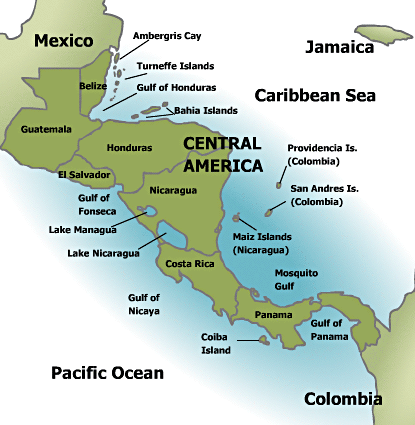 Mexico
Ambergris Cay
Jamaica
Turneffe Islands
Belize
Gulf of Honduras
Caribbean Sea
Bahia Islands
Guatemala
Honduras
CENTRAL
AMERICA
Providencia Is.
(Colombia)
El Salvador
Nicaragua
San Andres Is.
(Colombia)
Gulf of
Fonseca
Lake Managua
Maiz Islands
(Nicaragua)
Lake Nicaragua
Costa Rica
Mosquito
Gulf
Gulf of
Nicaya
Panama
Gulf of
Panama
Coiba
Island
Pacific Ocean
Colombia